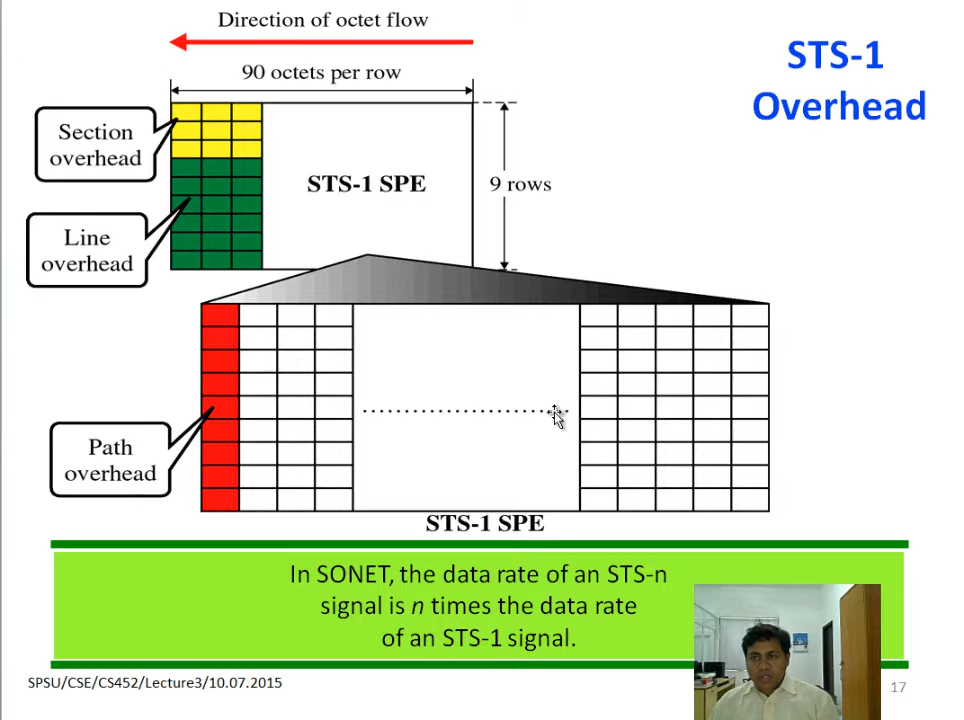 Direction of octet flow
STS-1
Overhead
90 octets per row
Section
overhead
STS-1 SPE
9 rows
Line
overhead
Path
overhead
STS-1 SPE
In SONET, the data rate of an STS-n
signal is n times the data rate
of an STS-1 signal.
SPSU/CSE/CS452/Lecture3/10.07.2015
17